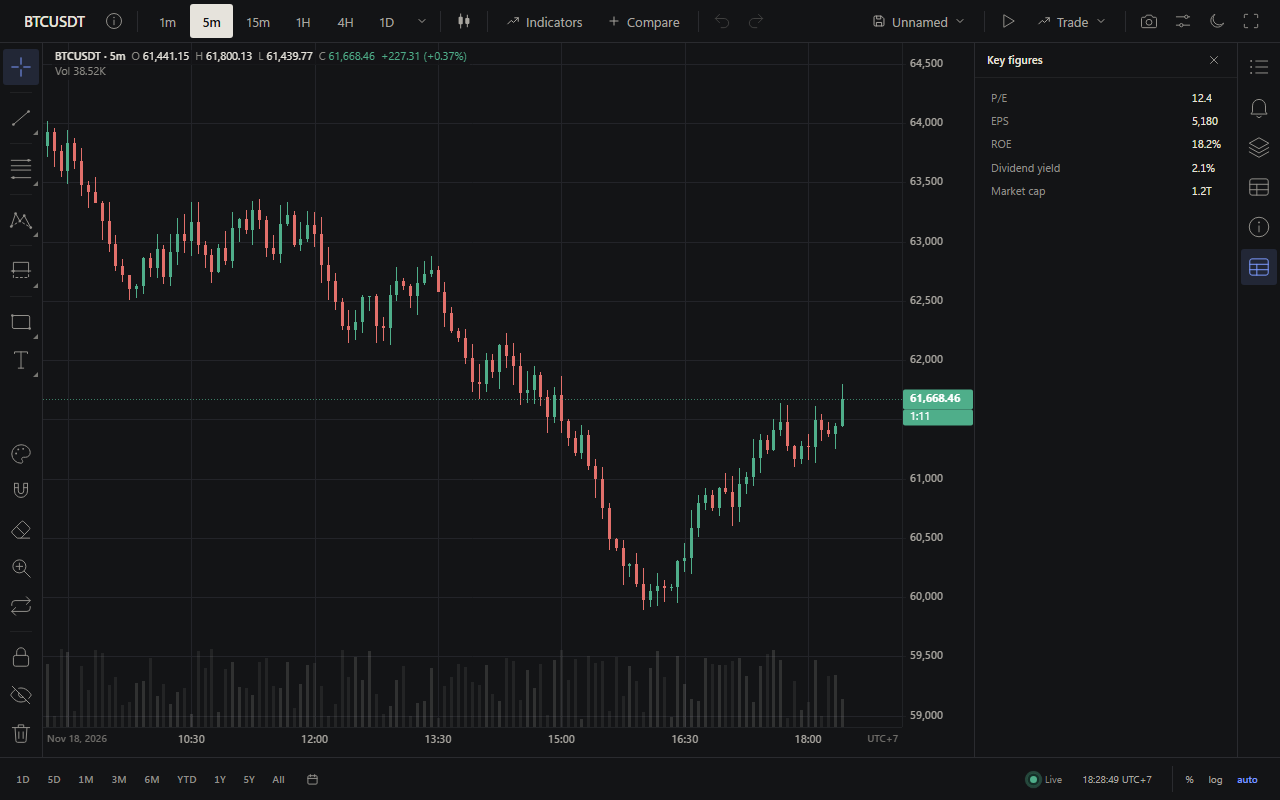 BTCUSDT 1m 5m 15m 1H 4H 1D Indicators Compare Unnamed Trade
BTCUSDT · 5m O 61,441.15 H 61,800.13 L 61,439.77 C 61,668.46 +227.31 (+0.37%)
Vol 38.52K
64,500
64,000
63,500
63,000
62,500
62,000
61,668.46
1:11
61,000
60,500
60,000
59,500
59,000
Nov 18, 2026 10:30 12:00 13:30 15:00 16:30 18:00 UTC+7
Key figures
P/E 12.4
EPS 5,180
ROE 18.2%
Dividend yield 2.1%
Market cap 1.2T
T
1D 5D 1M 3M 6M YTD 1Y 5Y All
Live 18:28:49 UTC+7 % log auto